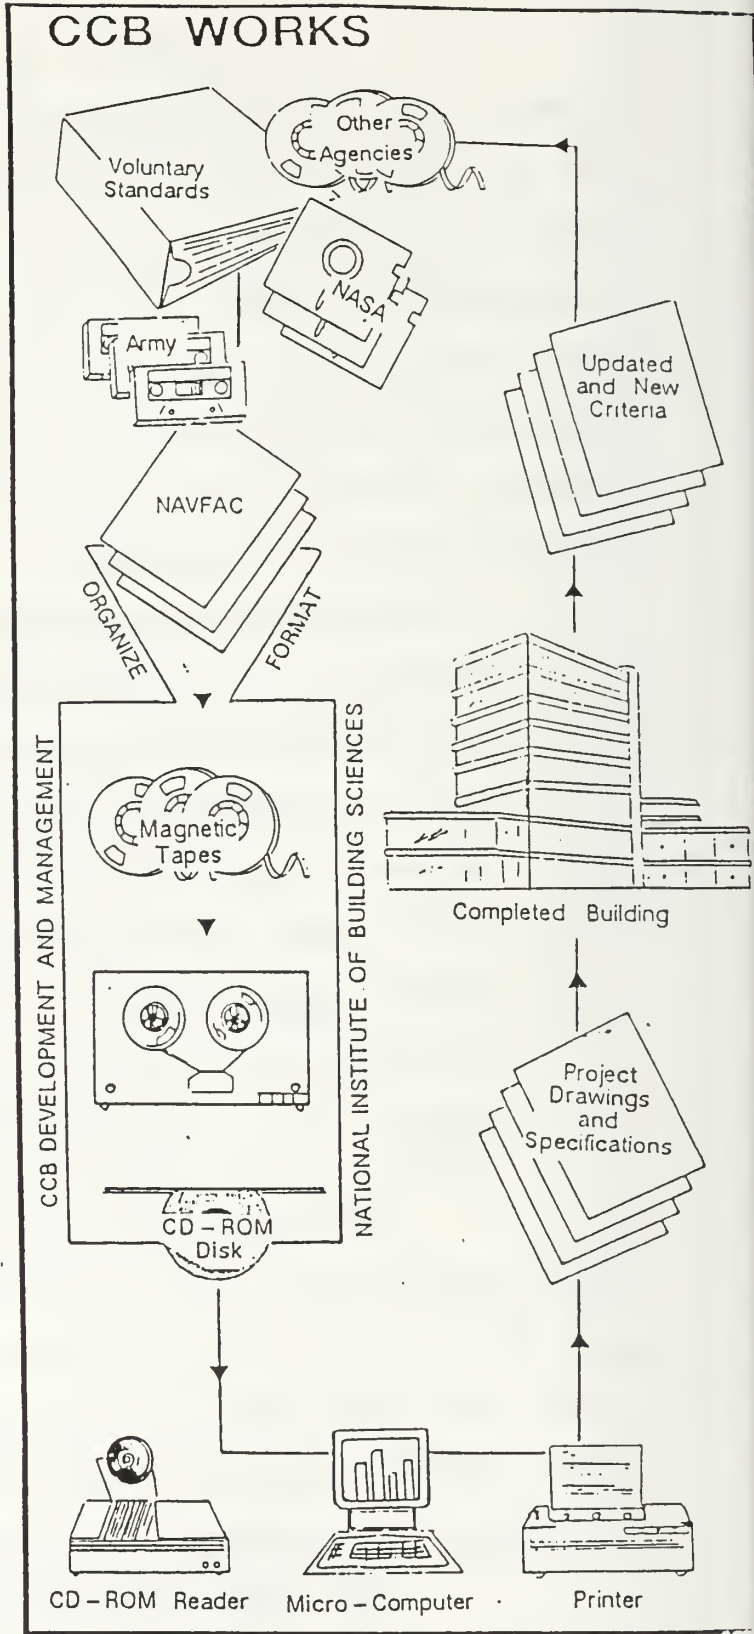 CCB WORKS
Other
Agencies
Voluntary
Standards
NASA
Army
Updated
and New
Criteria
NAVFAC
ORGANIZE
FORMAT
CCB DEVELOPMENT AND MANAGEMENT
NATIONAL INSTITUTE OF BUILDING SCIENCES
Magnetic
Tapes
Completed Building
Project
Drawings
and
Specifications
CD-ROM
Disk
CD-ROM Reader
Micro-Computer
Printer